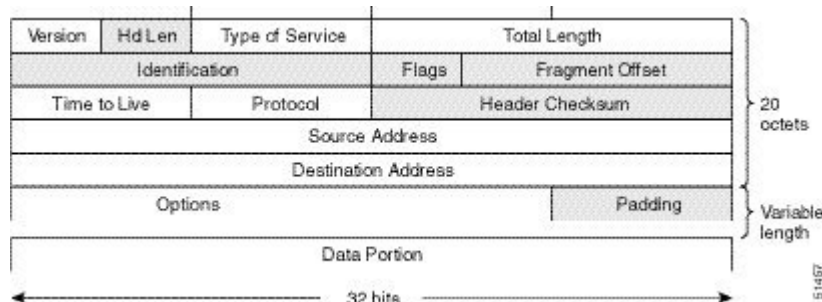 Version Hd Len Type of Service Total Length
Identification Flags Fragment Offset
Time to Live Protocol Header Checksum
20
octets
Source Address
Destination Address
Options Padding
Variable
length
Data Portion
32 bits
51457